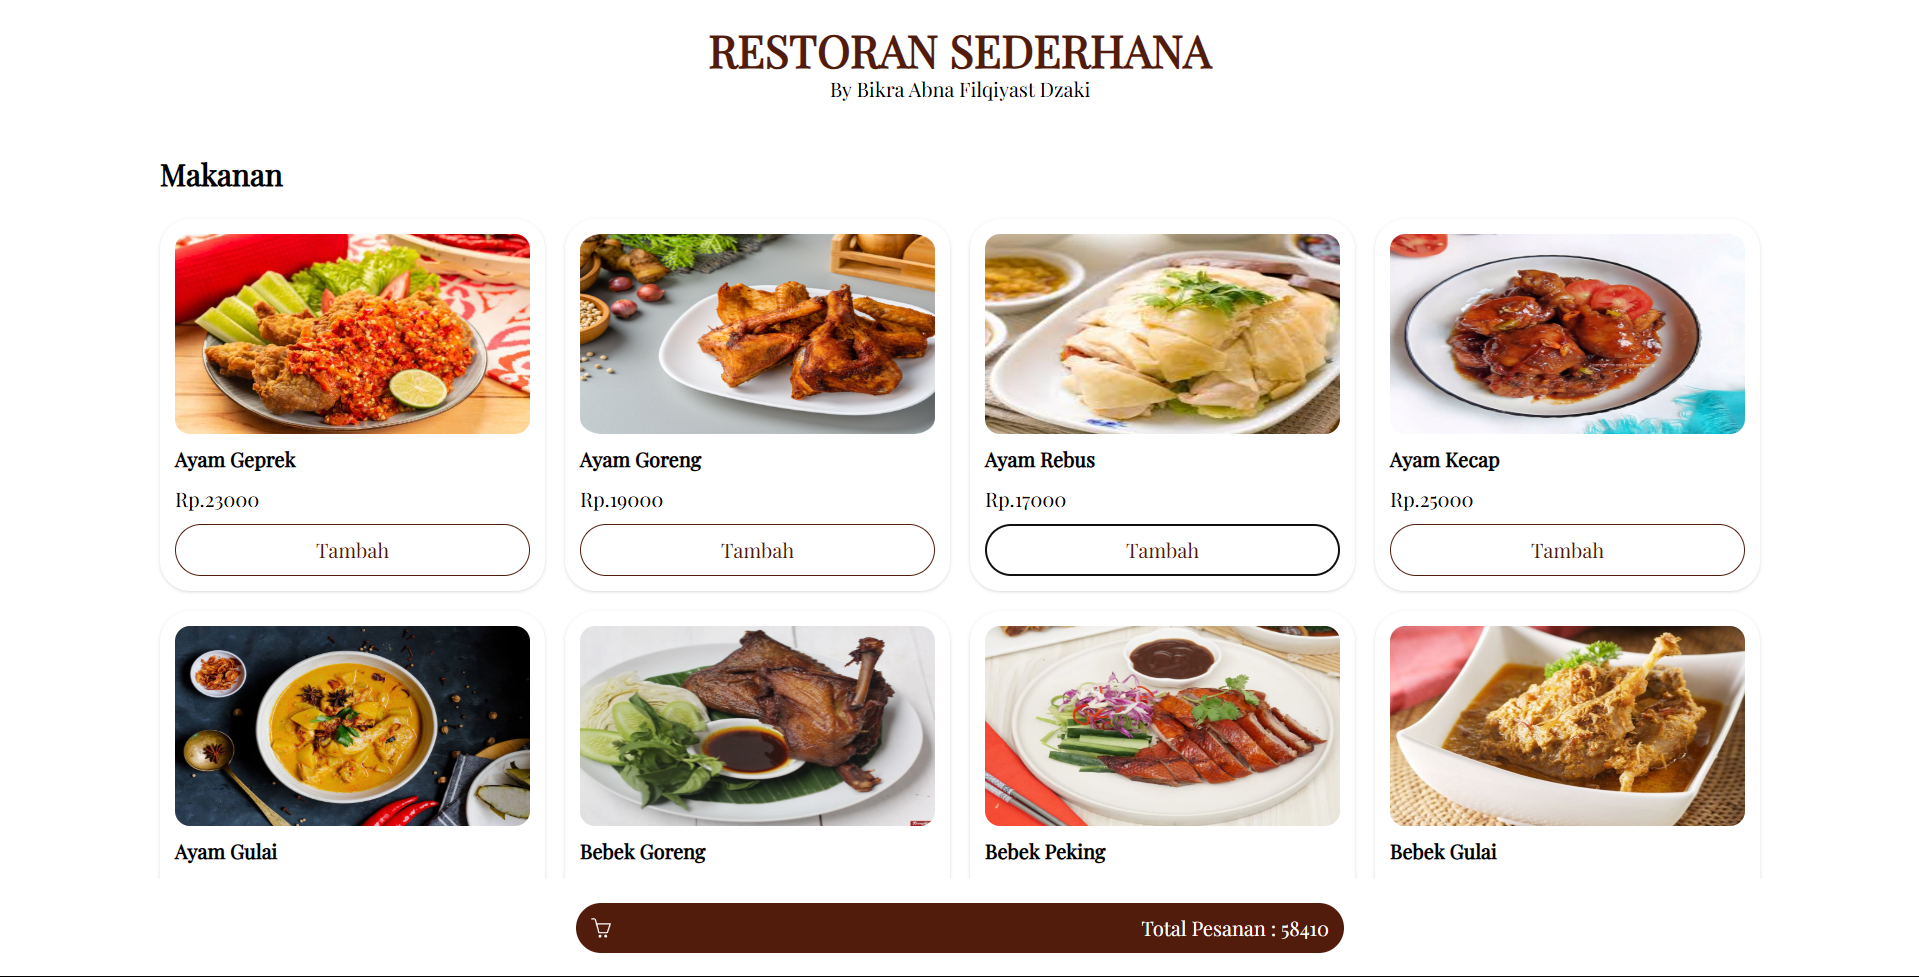 RESTORAN SEDERHANA
By Bikra Abna Filqiyast Dzaki
Makanan
Ayam Geprek
Rp.23000
Tambah
Ayam Goreng
Rp.19000
Tambah
Ayam Rebus
Rp.17000
Tambah
Ayam Kecap
Rp.25000
Tambah
Ayam Gulai
Bebek Goreng
Bebek Peking
Bebek Gulai
Total Pesanan : 58410